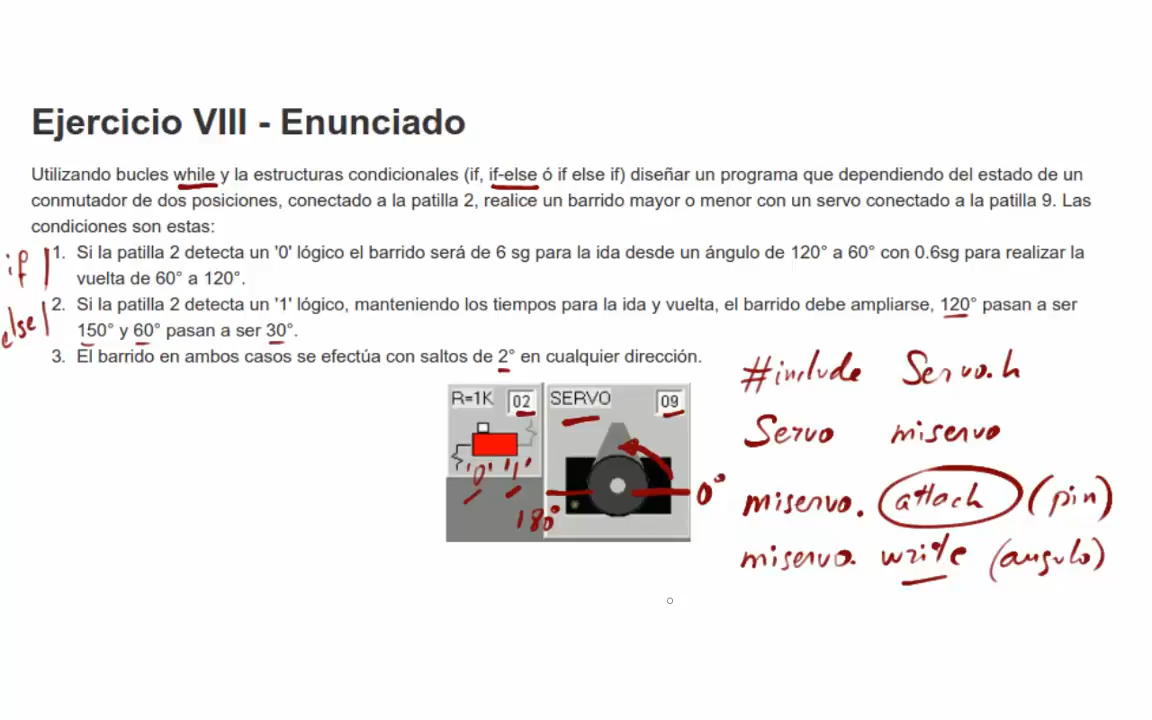 Ejercicio VIII - Enunciado
Utilizando bucles while y la estructuras condicionales (if, if-else ó if else if) diseñar un programa que dependiendo del estado de un
conmutador de dos posiciones, conectado a la patilla 2, realice un barrido mayor o menor con un servo conectado a la patilla 9. Las
condiciones son estas:
if
1. Si la patilla 2 detecta un '0' lógico el barrido será de 6 sg para la ida desde un ángulo de 120° a 60° con 0.6sg para realizar la
vuelta de 60° a 120°.
else
2. Si la patilla 2 detecta un '1' lógico, manteniendo los tiempos para la ida y vuelta, el barrido debe ampliarse, 120° pasan a ser
150° y 60° pasan a ser 30°.
3. El barrido en ambos casos se efectúa con saltos de 2° en cualquier dirección.
R=1K 02
SERVO 09
'0' '1'
180°
0°
#include Servo.h
Servo miservo
miservo. attach (pin)
miservo. write (angulo)